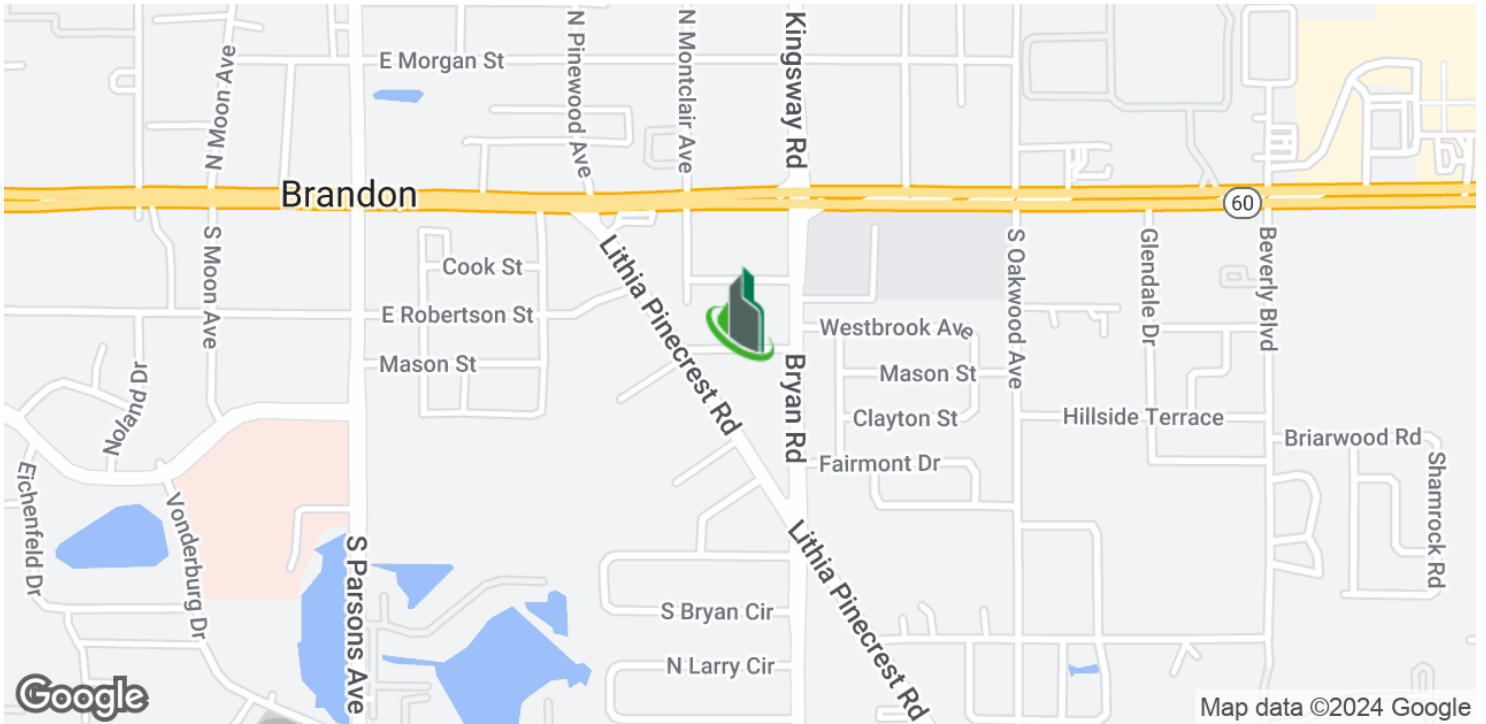 N Moon Ave
E Morgan St
N Pinewood Ave
N Montclair Ave
Kingsway Rd
Brandon
60
S Moon Ave
Cook St
E Robertson St
Mason St
Lithia Pinecrest Rd
Bryan Rd
Westbrook Ave
Mason St
Clayton St
Fairmont Dr
S Oakwood Ave
Glendale Dr
Beverly Blvd
Hillside Terrace
Briarwood Rd
Shamrock Rd
Noland Dr
Eichenfeld Dr
Vonderburg Dr
S Parsons Ave
Lithia Pinecrest Rd
S Bryan Cir
N Larry Cir
Google
Map data ©2024 Google